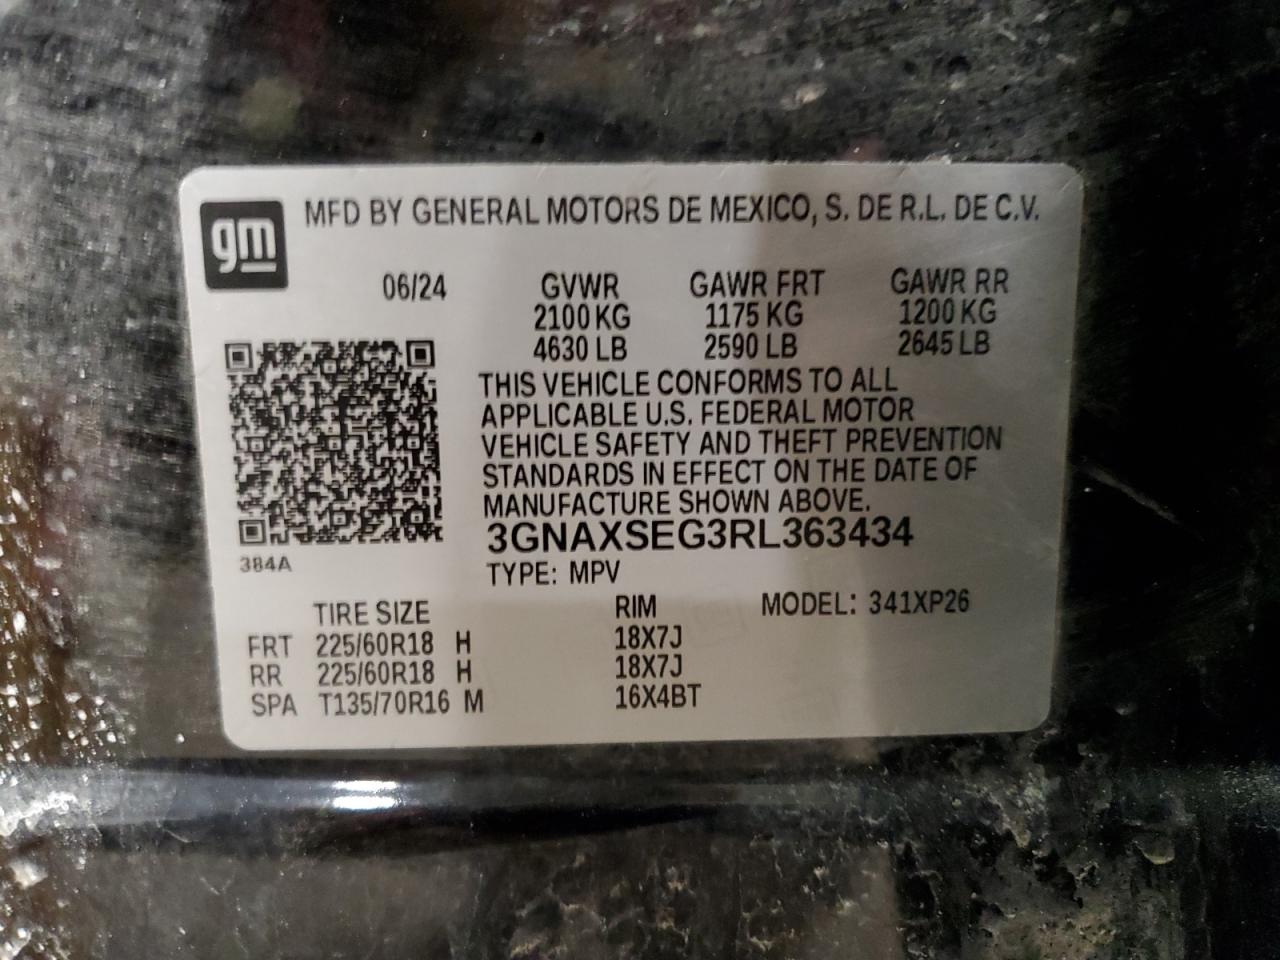 gm
MFD BY GENERAL MOTORS DE MEXICO, S. DE R.L. DE C.V.
06/24 GVWR GAWR FRT GAWR RR
2100 KG 1175 KG 1200 KG
4630 LB 2590 LB 2645 LB
THIS VEHICLE CONFORMS TO ALL
APPLICABLE U.S. FEDERAL MOTOR
VEHICLE SAFETY AND THEFT PREVENTION
STANDARDS IN EFFECT ON THE DATE OF
MANUFACTURE SHOWN ABOVE.
3GNAXSEG3RL363434
384A
TYPE: MPV
TIRE SIZE RIM MODEL: 341XP26
FRT 225/60R18 H 18X7J
RR 225/60R18 H 18X7J
SPA T135/70R16 M 16X4BT